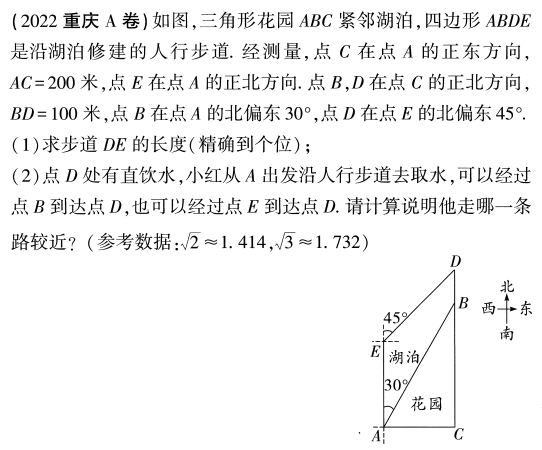 (2022 重庆 A 卷)如图,三角形花园 ABC 紧邻湖泊,四边形 ABDE
是沿湖泊修建的人行步道. 经测量,点 C 在点 A 的正东方向,
AC=200 米,点 E 在点 A 的正北方向. 点 B,D 在点 C 的正北方向,
BD=100 米,点 B 在点 A 的北偏东 30°,点 D 在点 E 的北偏东 45°.
(1)求步道 DE 的长度(精确到个位);
(2)点 D 处有直饮水,小红从 A 出发沿人行步道去取水,可以经过
点 B 到达点 D,也可以经过点 E 到达点 D. 请计算说明他走哪一条
路较近?(参考数据:√2≈1. 414,√3≈1. 732)
D
北
45°
B
西
东
南
E
湖泊
30°
花园
A
C